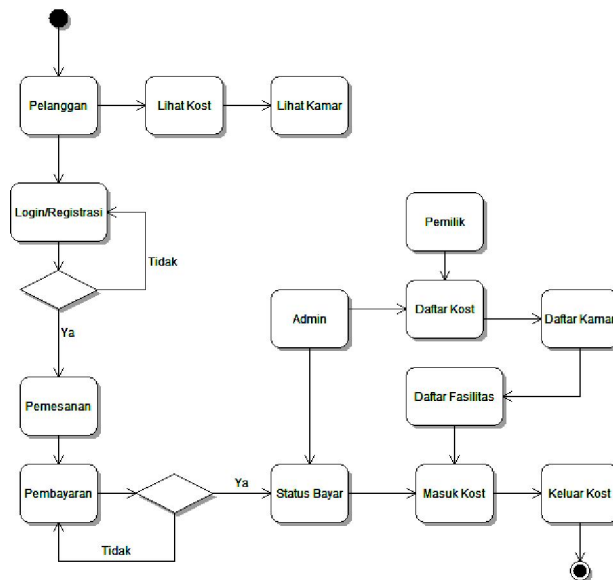 Pelanggan
Lihat Kost
Lihat Kamar
Login/Registrasi
Tidak
Pemilik
Ya
Admin
Daftar Kost
Daftar Kamar
Pemesanan
Daftar Fasilitas
Pembayaran
Ya
Status Bayar
Masuk Kost
Keluar Kost
Tidak